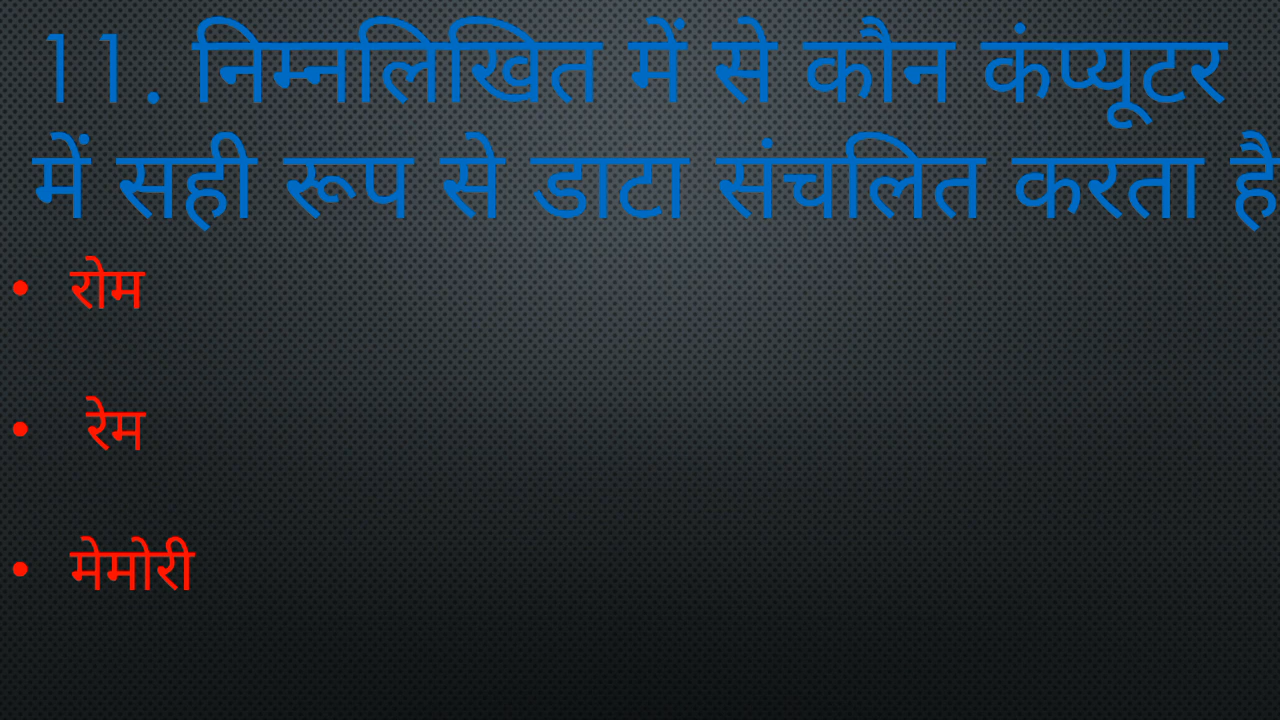 11. निम्नलिखित में से कौन कंप्यूटर
में सही रूप से डाटा संचलित करता है
• रोम
• रेम
• मेमोरी